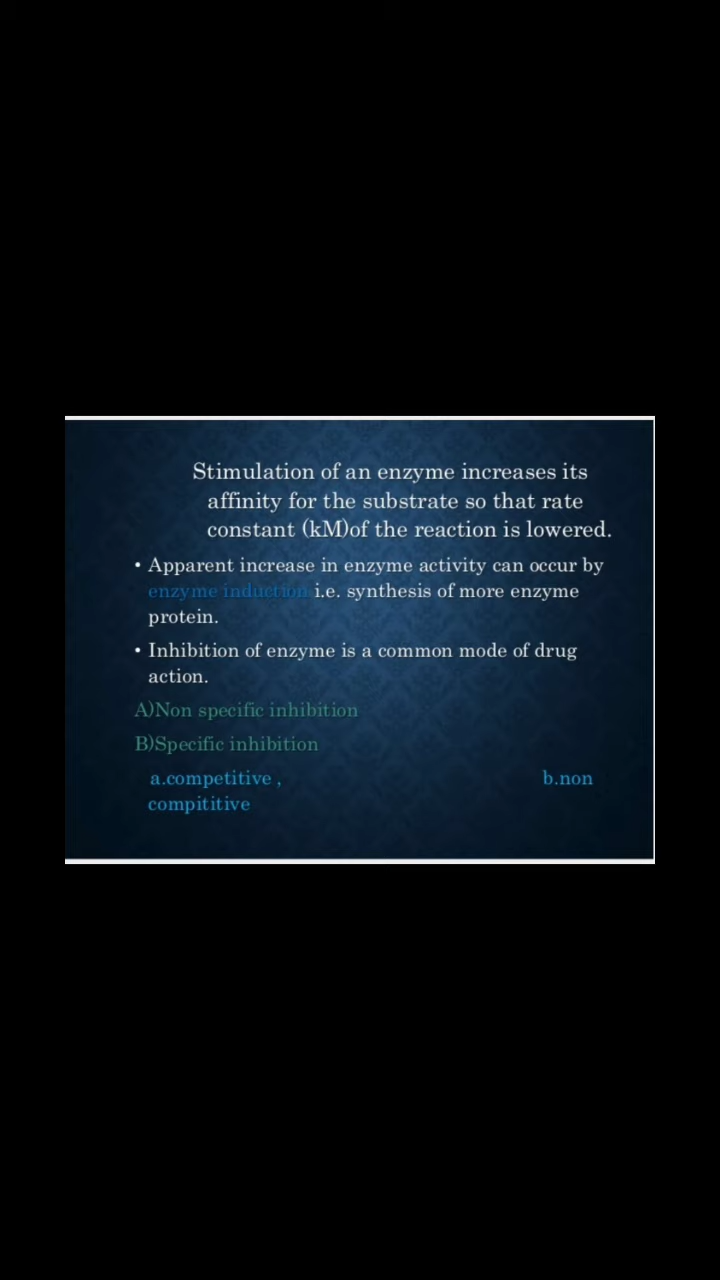 Stimulation of an enzyme increases its
affinity for the substrate so that rate
constant (kM)of the reaction is lowered.
• Apparent increase in enzyme activity can occur by
enzyme induction i.e. synthesis of more enzyme
protein.
• Inhibition of enzyme is a common mode of drug
action.
A)Non specific inhibition
B)Specific inhibition
a.competitive , b.non
compititive